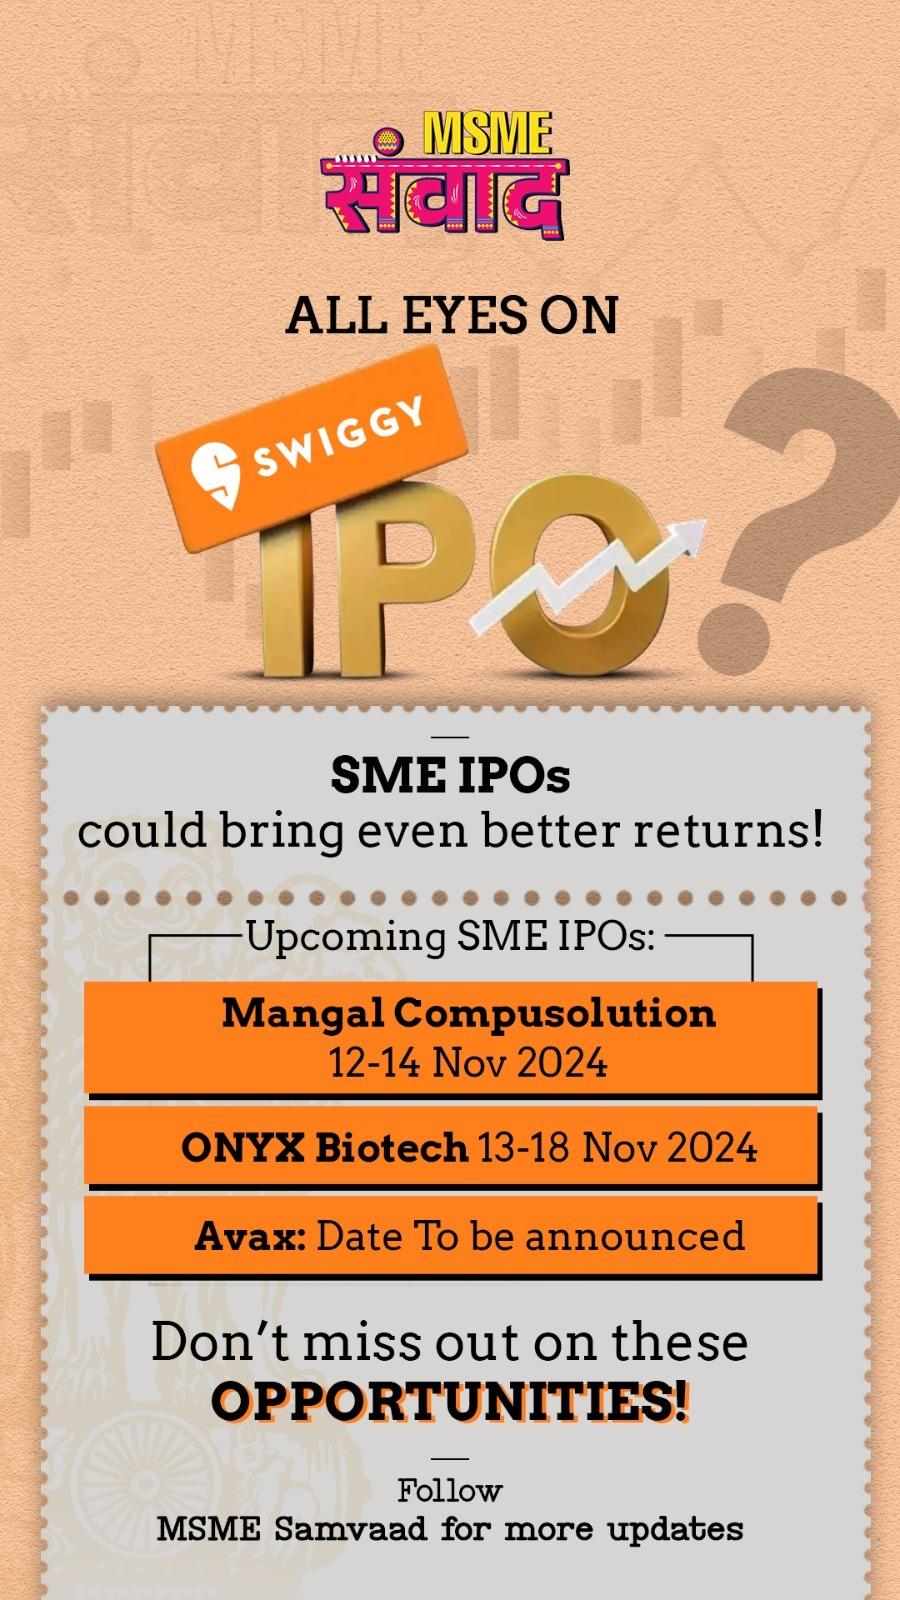 MSME
संवाद
ALL EYES ON
SWIGGY
IPO
?
SME IPOs
could bring even better returns!
Upcoming SME IPOs:
Mangal Compusolution
12-14 Nov 2024
ONYX Biotech 13-18 Nov 2024
Avax: Date To be announced
Don’t miss out on these
OPPORTUNITIES!
Follow
MSME Samvaad for more updates